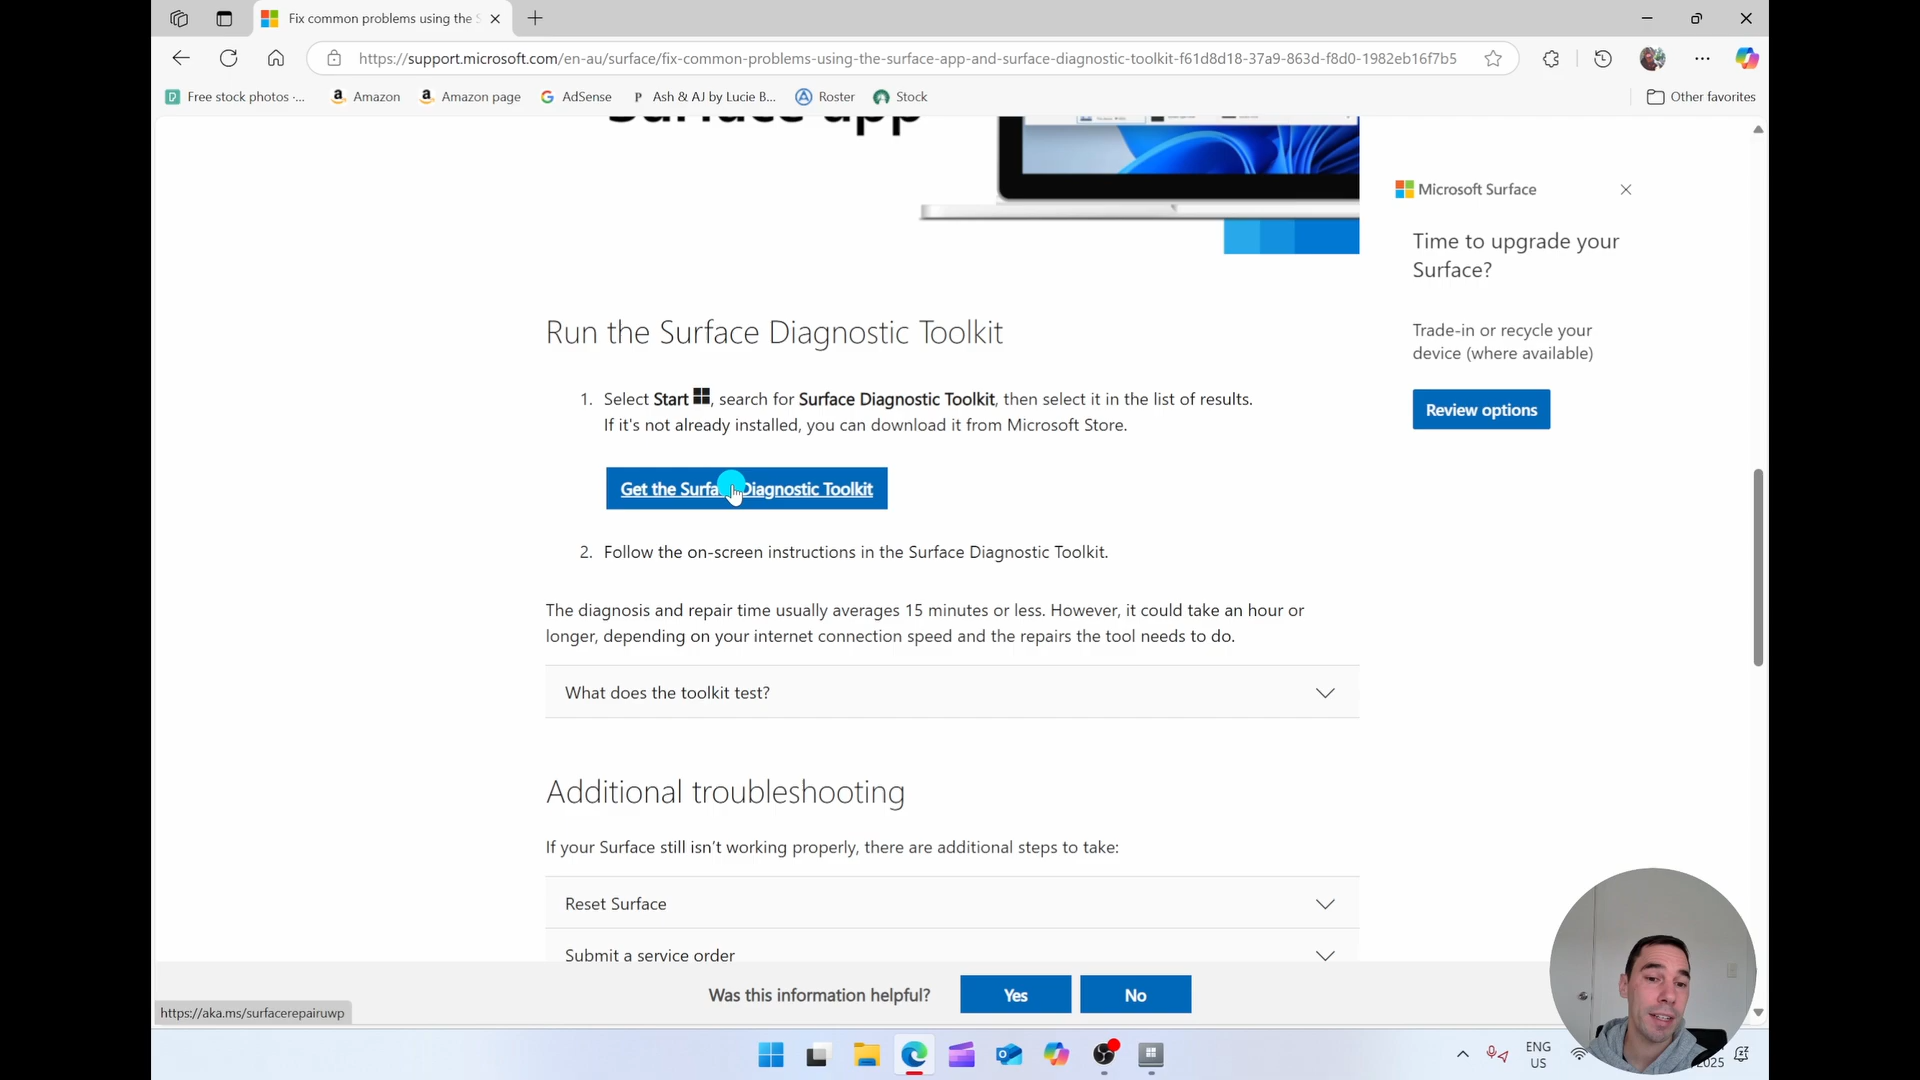 Fix common problems using the
https://support.microsoft.com/en-au/surface/fix-common-problems-using-the-surface-app-and-surface-diagnostic-toolkit-f61d8d18-37a9-863d-f8d0-1982eb16f7b5
Free stock photos -...
Amazon
Amazon page
AdSense
Ash & AJ by Lucie B...
Roster
Stock
Other favorites
Surface app
Microsoft Surface
Time to upgrade your
Surface?
Trade-in or recycle your
device (where available)
Review options
Run the Surface Diagnostic Toolkit
1. Select Start , search for Surface Diagnostic Toolkit, then select it in the list of results.
If it's not already installed, you can download it from Microsoft Store.
Get the Surface Diagnostic Toolkit
2. Follow the on-screen instructions in the Surface Diagnostic Toolkit.
The diagnosis and repair time usually averages 15 minutes or less. However, it could take an hour or
longer, depending on your internet connection speed and the repairs the tool needs to do.
What does the toolkit test?
Additional troubleshooting
If your Surface still isn't working properly, there are additional steps to take:
Reset Surface
Submit a service order
Was this information helpful?
Yes
No
https://aka.ms/surfacerepairuwp
ENG
US
2025